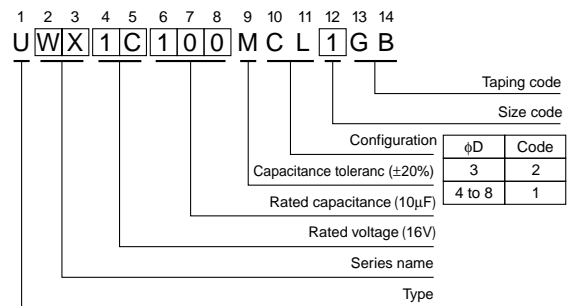 1 2 3 4 5 6 7 8 9 10 11 12 13 14
U W X 1 C 1 0 0 M C L 1 G B
Taping code
Size code
Configuration
ϕD Code
Capacitance toleranc (±20%)
3 2
4 to 8 1
Rated capacitance (10µF)
Rated voltage (16V)
Series name
Type